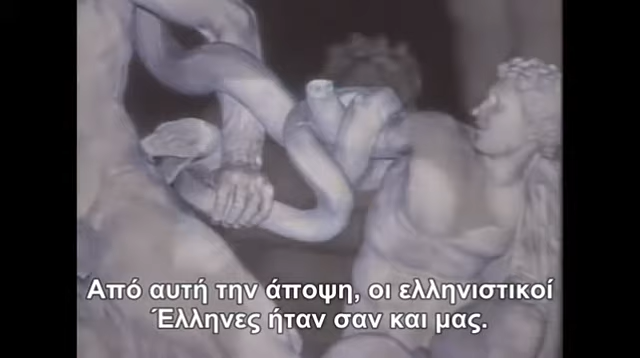 Από αυτή την άποψη, οι ελληνιστικοί
Έλληνες ήταν σαν και μας.